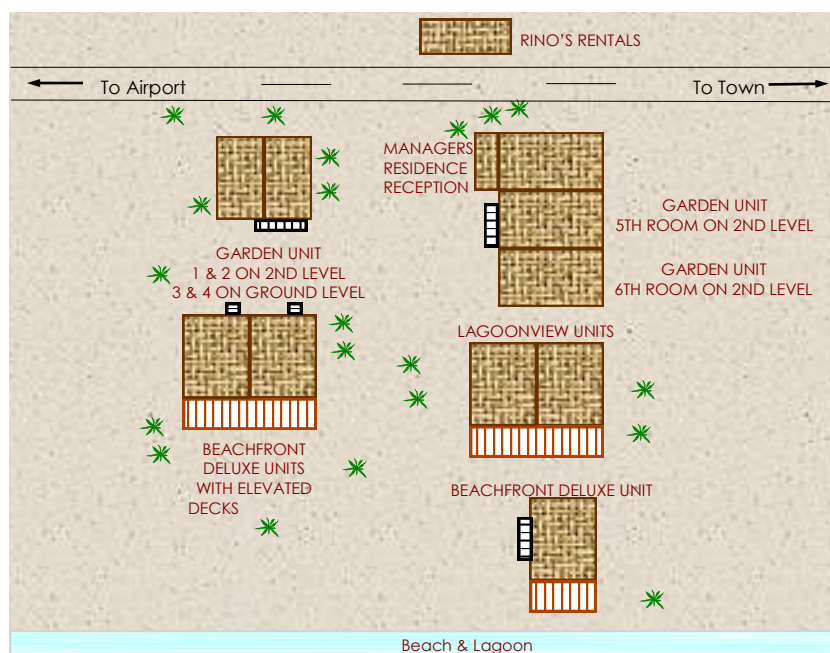 RINO'S RENTALS
To Airport
To Town
MANAGERS
RESIDENCE
RECEPTION
GARDEN UNIT
5TH ROOM ON 2ND LEVEL
GARDEN UNIT
1 & 2 ON 2ND LEVEL
3 & 4 ON GROUND LEVEL
GARDEN UNIT
6TH ROOM ON 2ND LEVEL
LAGOONVIEW UNITS
BEACHFRONT
DELUXE UNITS
WITH ELEVATED
DECKS
BEACHFRONT DELUXE UNIT
Beach & Lagoon